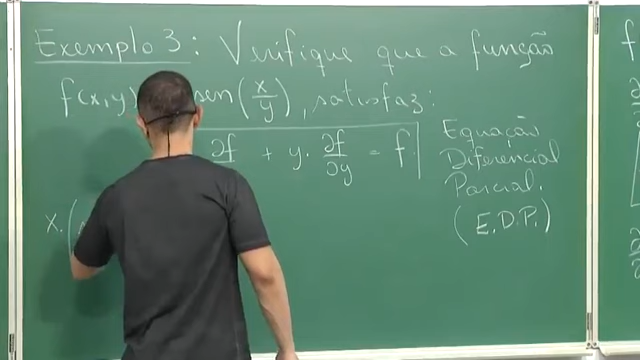 Exemplo 3: Verifique que a função
f(x,y) sen(x/y), satisfaz:
∂f + y. ∂f/∂y = f
Equação
Diferencial
Parcial.
(E.D.P.)
x.(